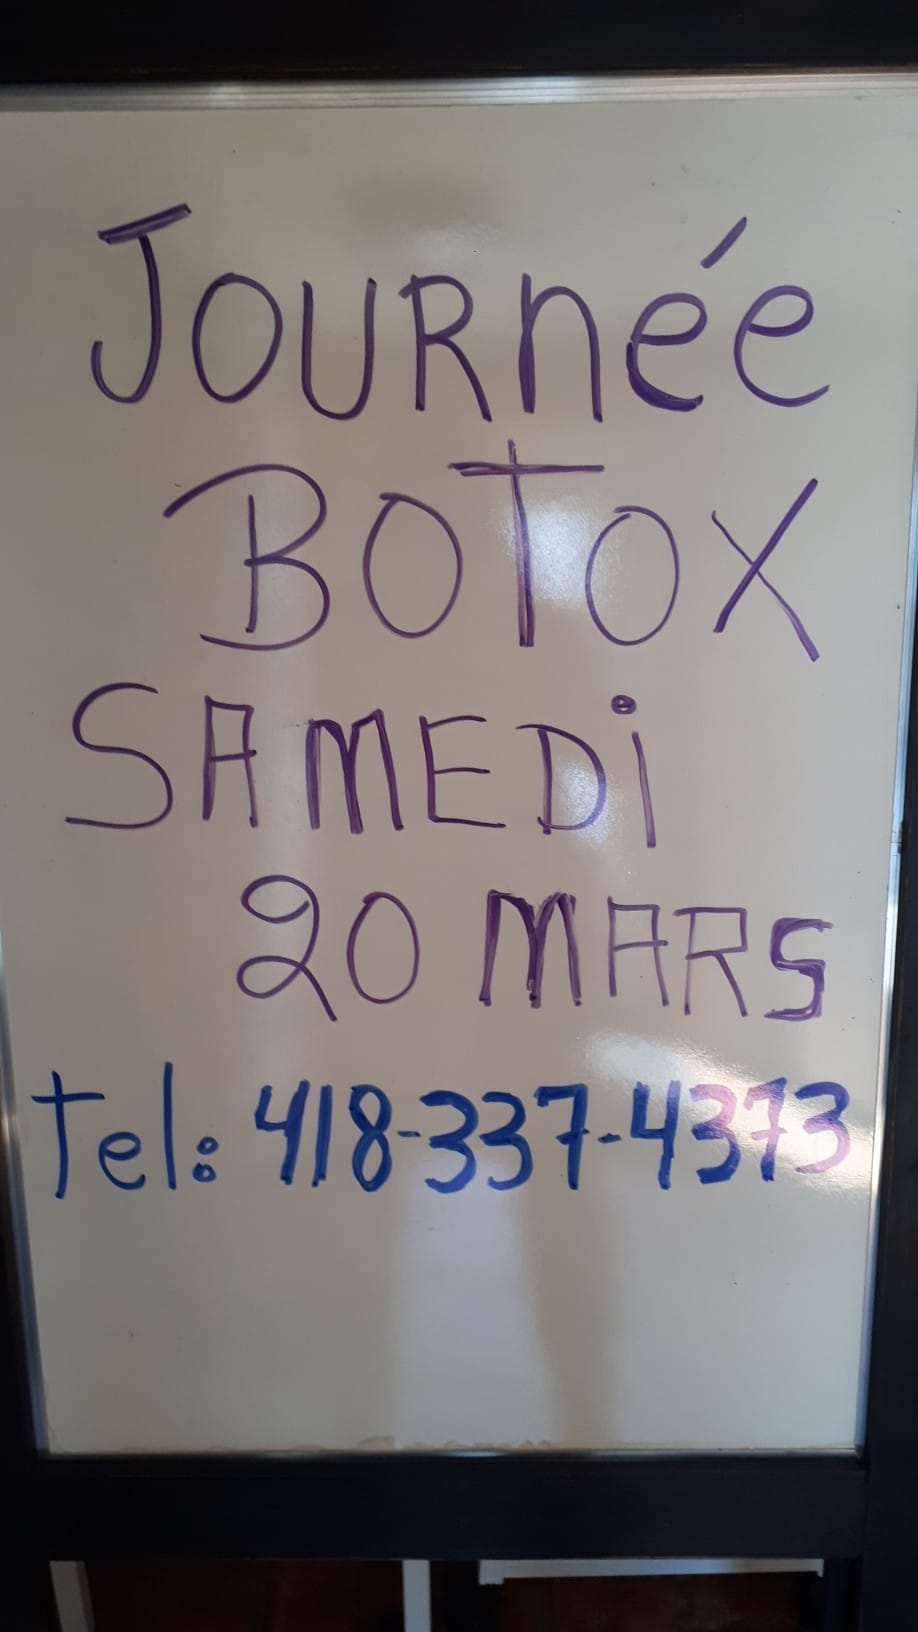 JOURnée
BOTOX
SAMEDi
20 MARS
Tel: 418-337-4373